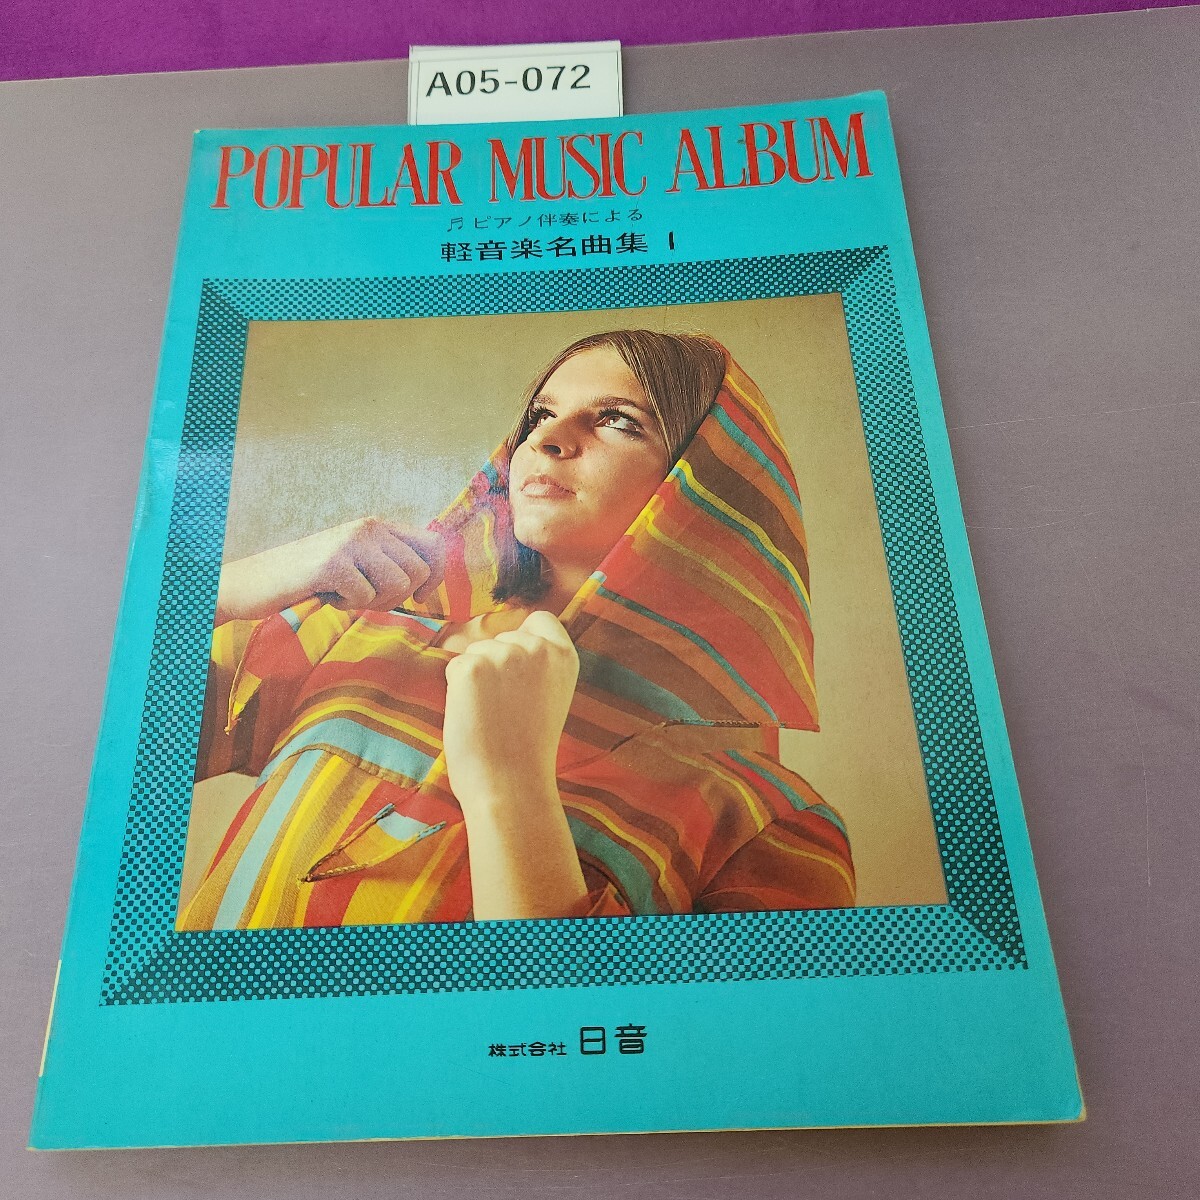 A05-072
POPULAR MUSIC ALBUM
♬ ピアノ伴奏による
軽音楽名曲集 1
株式会社 日音